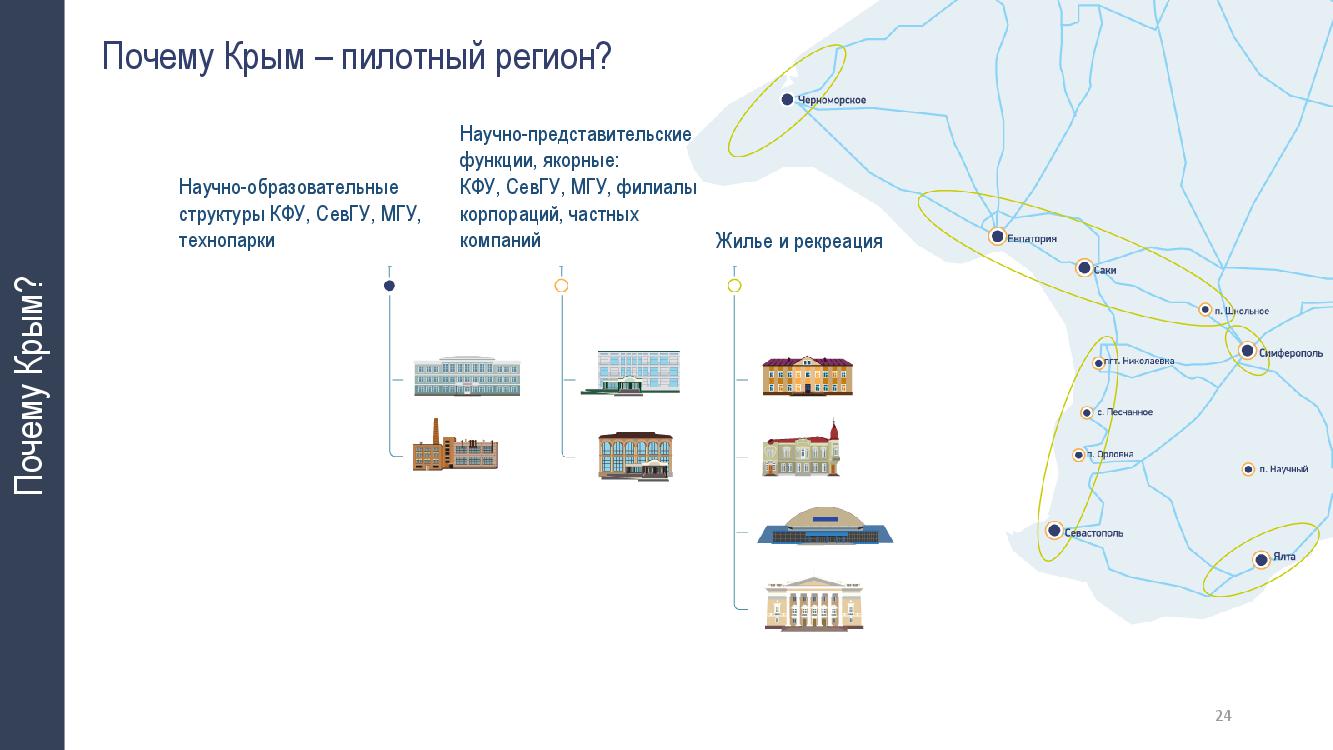 Почему Крым?
Почему Крым – пилотный регион?
Научно-образовательные
структуры КФУ, СевГУ, МГУ,
технопарки
Научно-представительские
функции, якорные:
КФУ, СевГУ, МГУ, филиалы
корпораций, частных
компаний
Жилье и рекреация
Черноморское
Евпатория
Саки
п. Школьное
Симферополь
пгт. Николаевка
с. Песчанное
п. Орловка
п. Научный
Севастополь
Ялта
24